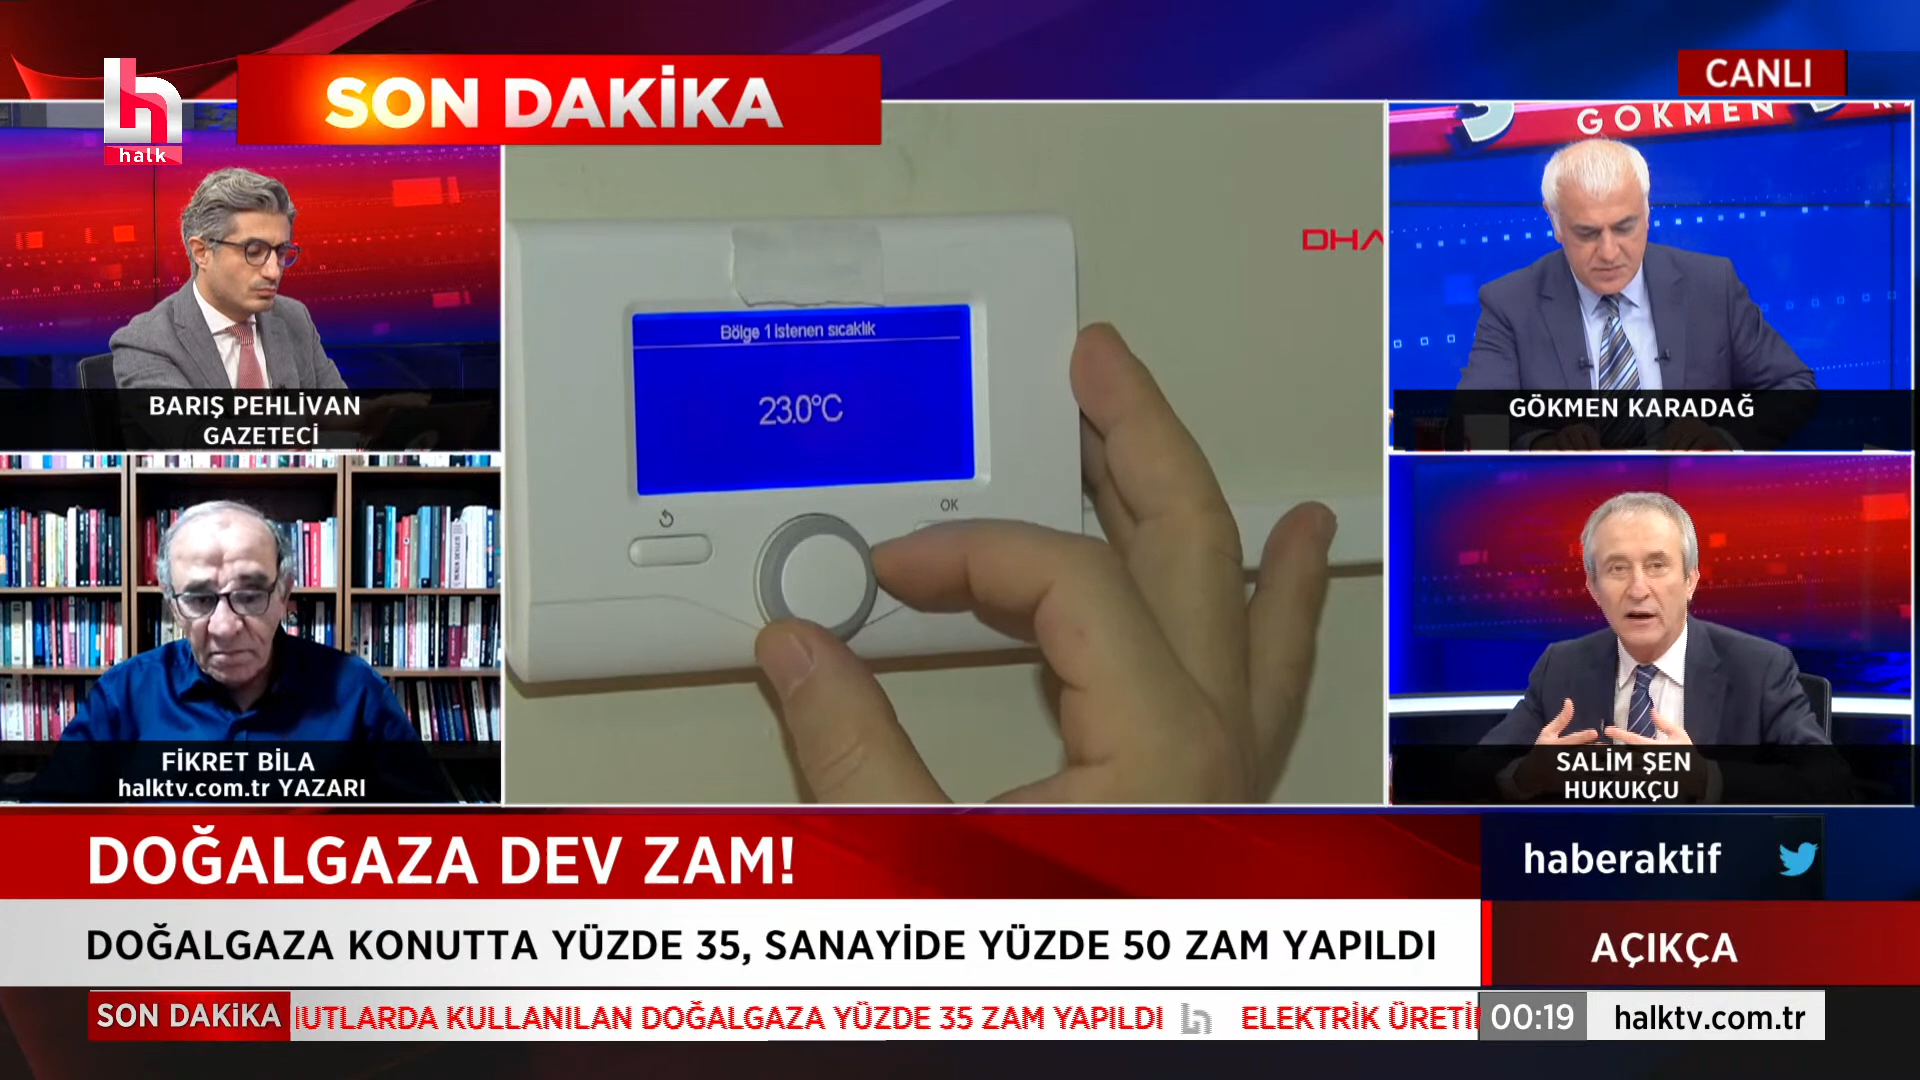 halk
SON DAKİKA
CANLI
GÖKMEN
DHA
Bölge 1 istenen sıcaklık
23.0°C
OK
BARIŞ PEHLİVAN
GAZETECİ
GÖKMEN KARADAĞ
FİKRET BİLA
halktv.com.tr YAZARI
SALİM ŞEN
HUKUKÇU
DOĞALGAZA DEV ZAM!
haberaktif
DOĞALGAZA KONUTTA YÜZDE 35, SANAYİDE YÜZDE 50 ZAM YAPILDI
AÇIKÇA
SON DAKİKA
UTLARDA KULLANILAN DOĞALGAZA YÜZDE 35 ZAM YAPILDI
ELEKTRİK ÜRETİ
00:19
halktv.com.tr